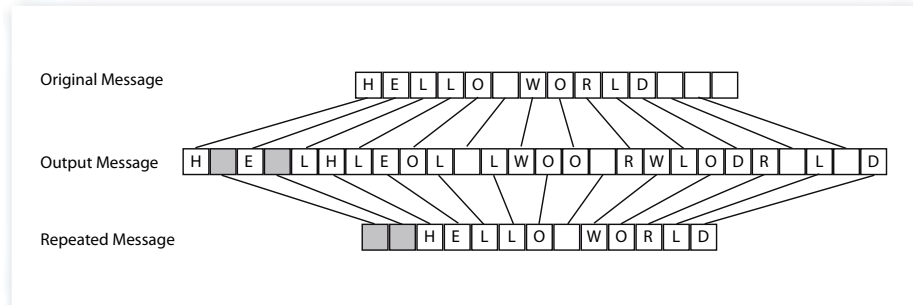 Original Message H E L L O W O R L D
Output Message H E L H L E O L L W O O R W L O D R L D
Repeated Message H E L L O W O R L D